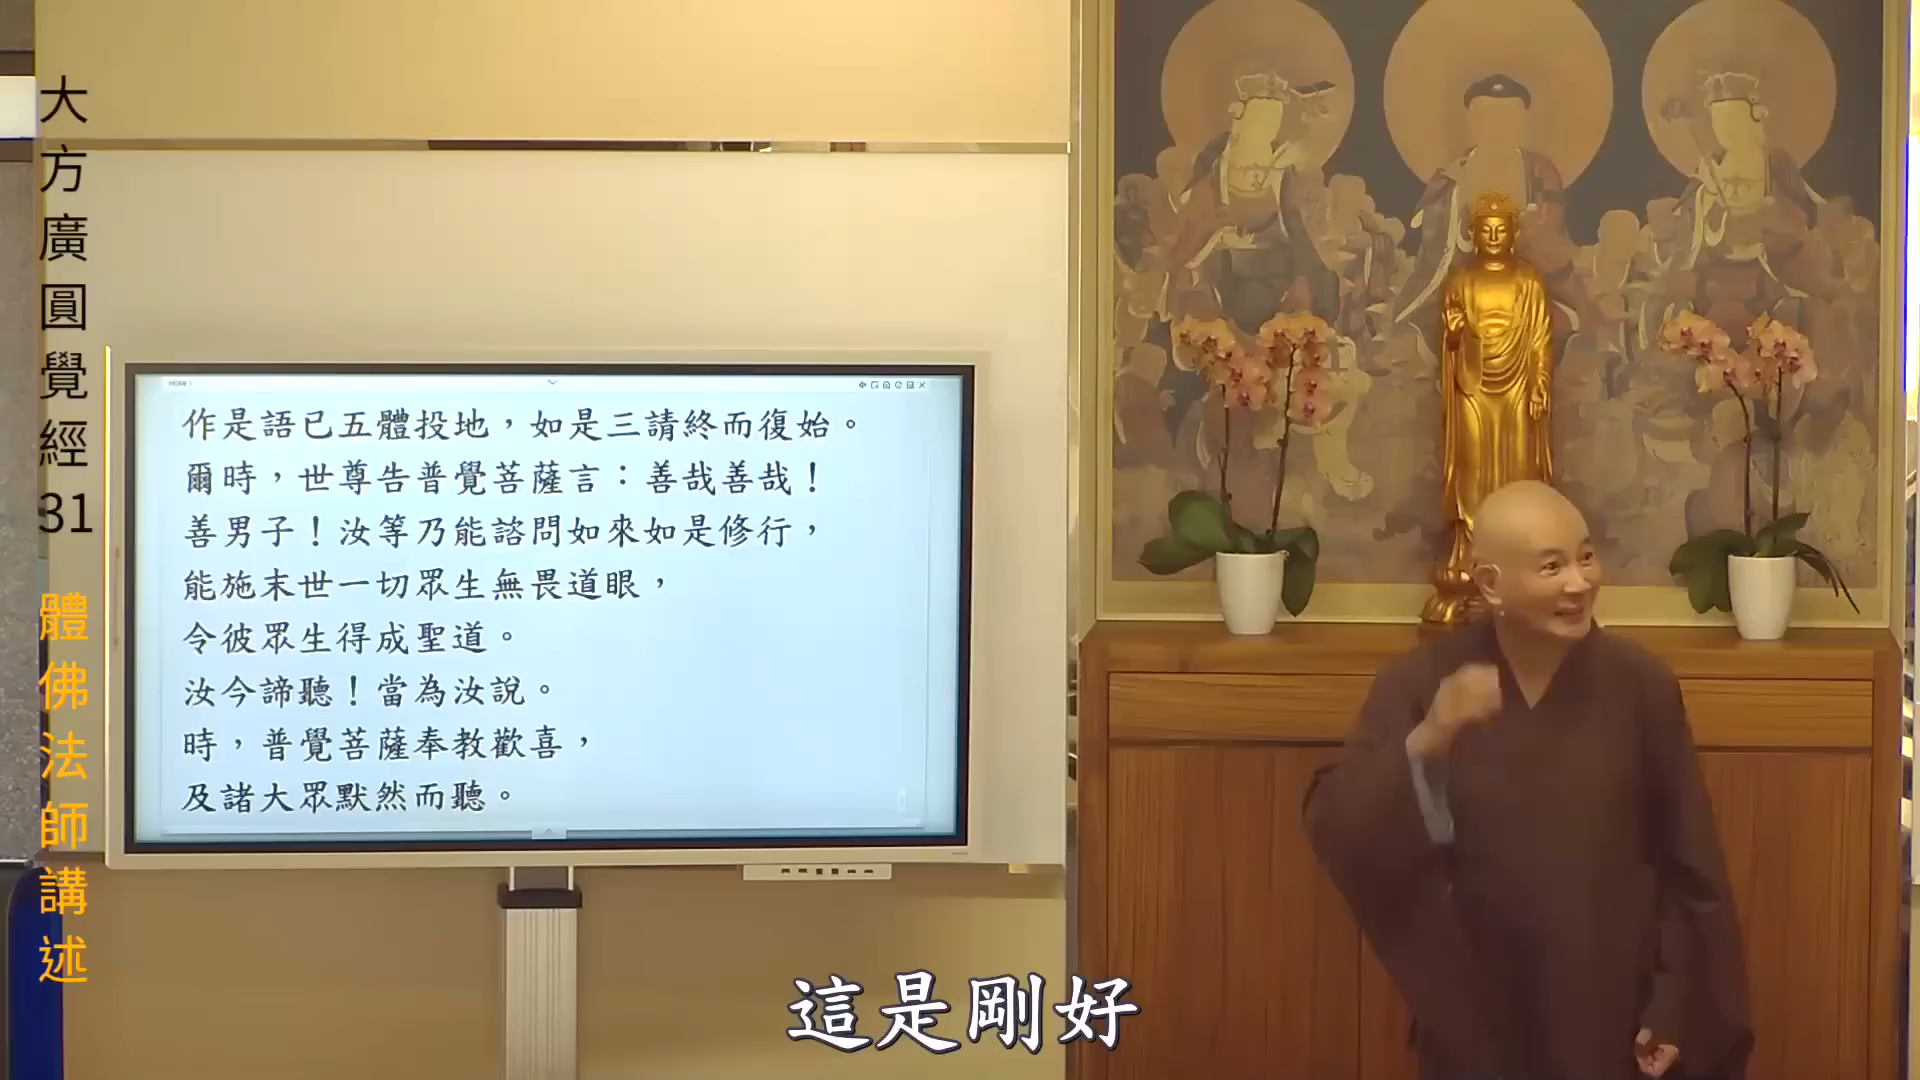 大方廣圓覺經31 體佛法師講述
作是語已五體投地，如是三請終而復始。
爾時，世尊告普覺菩薩言：善哉善哉！
善男子！汝等乃能諮問如來如是修行，
能施末世一切眾生無畏道眼，
令彼眾生得成聖道。
汝今諦聽！當為汝說。
時，普覺菩薩奉教歡喜，
及諸大眾默然而聽。
這是剛好